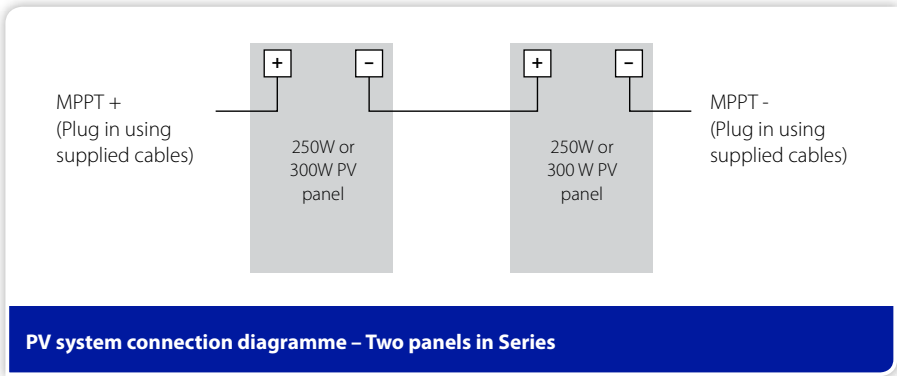 + – + –
MPPT +
(Plug in using
supplied cables)
250W or
300W PV
panel
250W or
300 W PV
panel
MPPT -
(Plug in using
supplied cables)
PV system connection diagramme – Two panels in Series